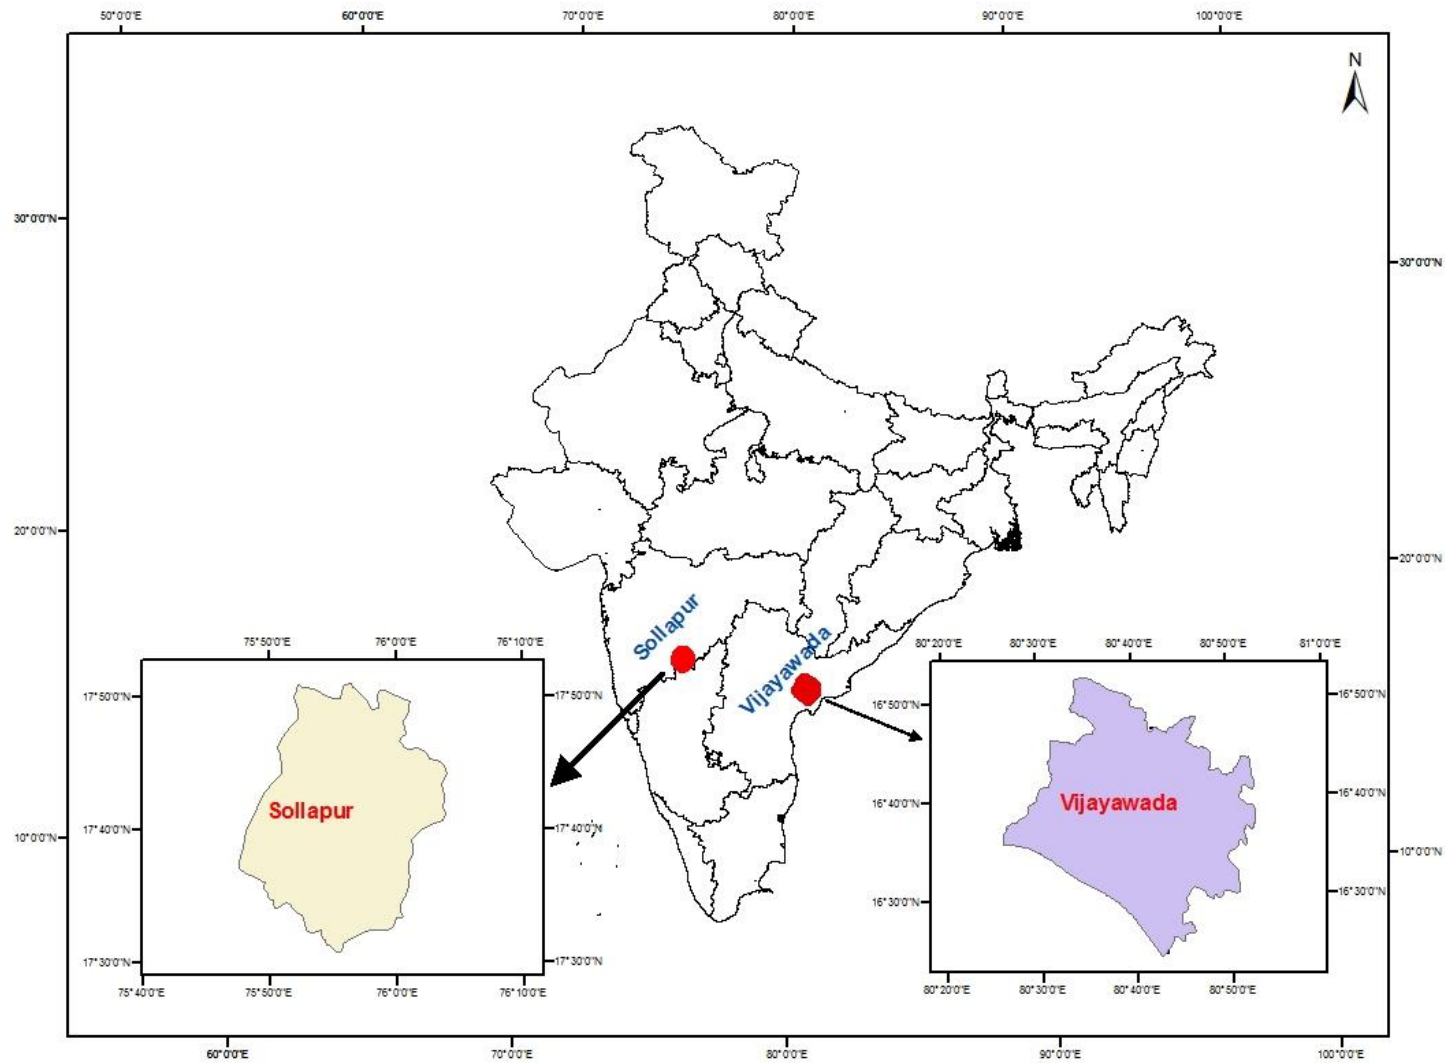 50°0'0"E 60°0'0"E 70°0'0"E 80°0'0"E 90°0'0"E 100°0'0"E
N
30°0'0"N
30°0'0"N
20°0'0"N
20°0'0"N
Sollapur
Vijayawada
75°50'0"E 76°0'0"E 76°10'0"E
80°20'0"E 80°30'0"E 80°40'0"E 80°50'0"E 81°0'0"E
17°50'0"N
17°50'0"N
16°50'0"N
16°50'0"N
Sollapur
Vijayawada
16°40'0"N
16°40'0"N
17°40'0"N
17°40'0"N
10°0'0"N
10°0'0"N
16°30'0"N
16°30'0"N
17°30'0"N
17°30'0"N
75°40'0"E 75°50'0"E 76°0'0"E 76°10'0"E
80°20'0"E 80°30'0"E 80°40'0"E 80°50'0"E
60°0'0"E 70°0'0"E 80°0'0"E 90°0'0"E 100°0'0"E